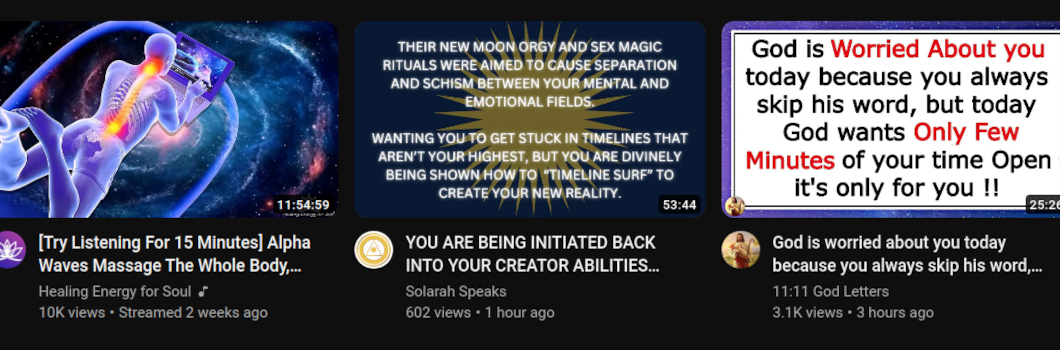 11:54:59
[Try Listening For 15 Minutes] Alpha
Waves Massage The Whole Body,...
Healing Energy for Soul
10K views • Streamed 2 weeks ago
THEIR NEW MOON ORGY AND SEX MAGIC
RITUALS WERE AIMED TO CAUSE SEPARATION
AND SCHISM BETWEEN YOUR MENTAL AND
EMOTIONAL FIELDS.
WANTING YOU TO GET STUCK IN TIMELINES THAT
AREN'T YOUR HIGHEST, BUT YOU ARE DIVINELY
BEING SHOWN HOW TO “TIMELINE SURF” TO
CREATE YOUR NEW REALITY.
53:44
YOU ARE BEING INITIATED BACK
INTO YOUR CREATOR ABILITIES...
Solarah Speaks
602 views • 1 hour ago
God is Worried About you
today because you always
skip his word, but today
God wants Only Few
Minutes of your time Open
it's only for you !!
25:26
God is worried about you today
because you always skip his word,...
11:11 God Letters
3.1K views • 3 hours ago